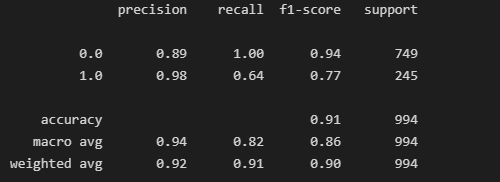 precision recall f1-score support
0.0 0.89 1.00 0.94 749
1.0 0.98 0.64 0.77 245
accuracy 0.91 994
macro avg 0.94 0.82 0.86 994
weighted avg 0.92 0.91 0.90 994